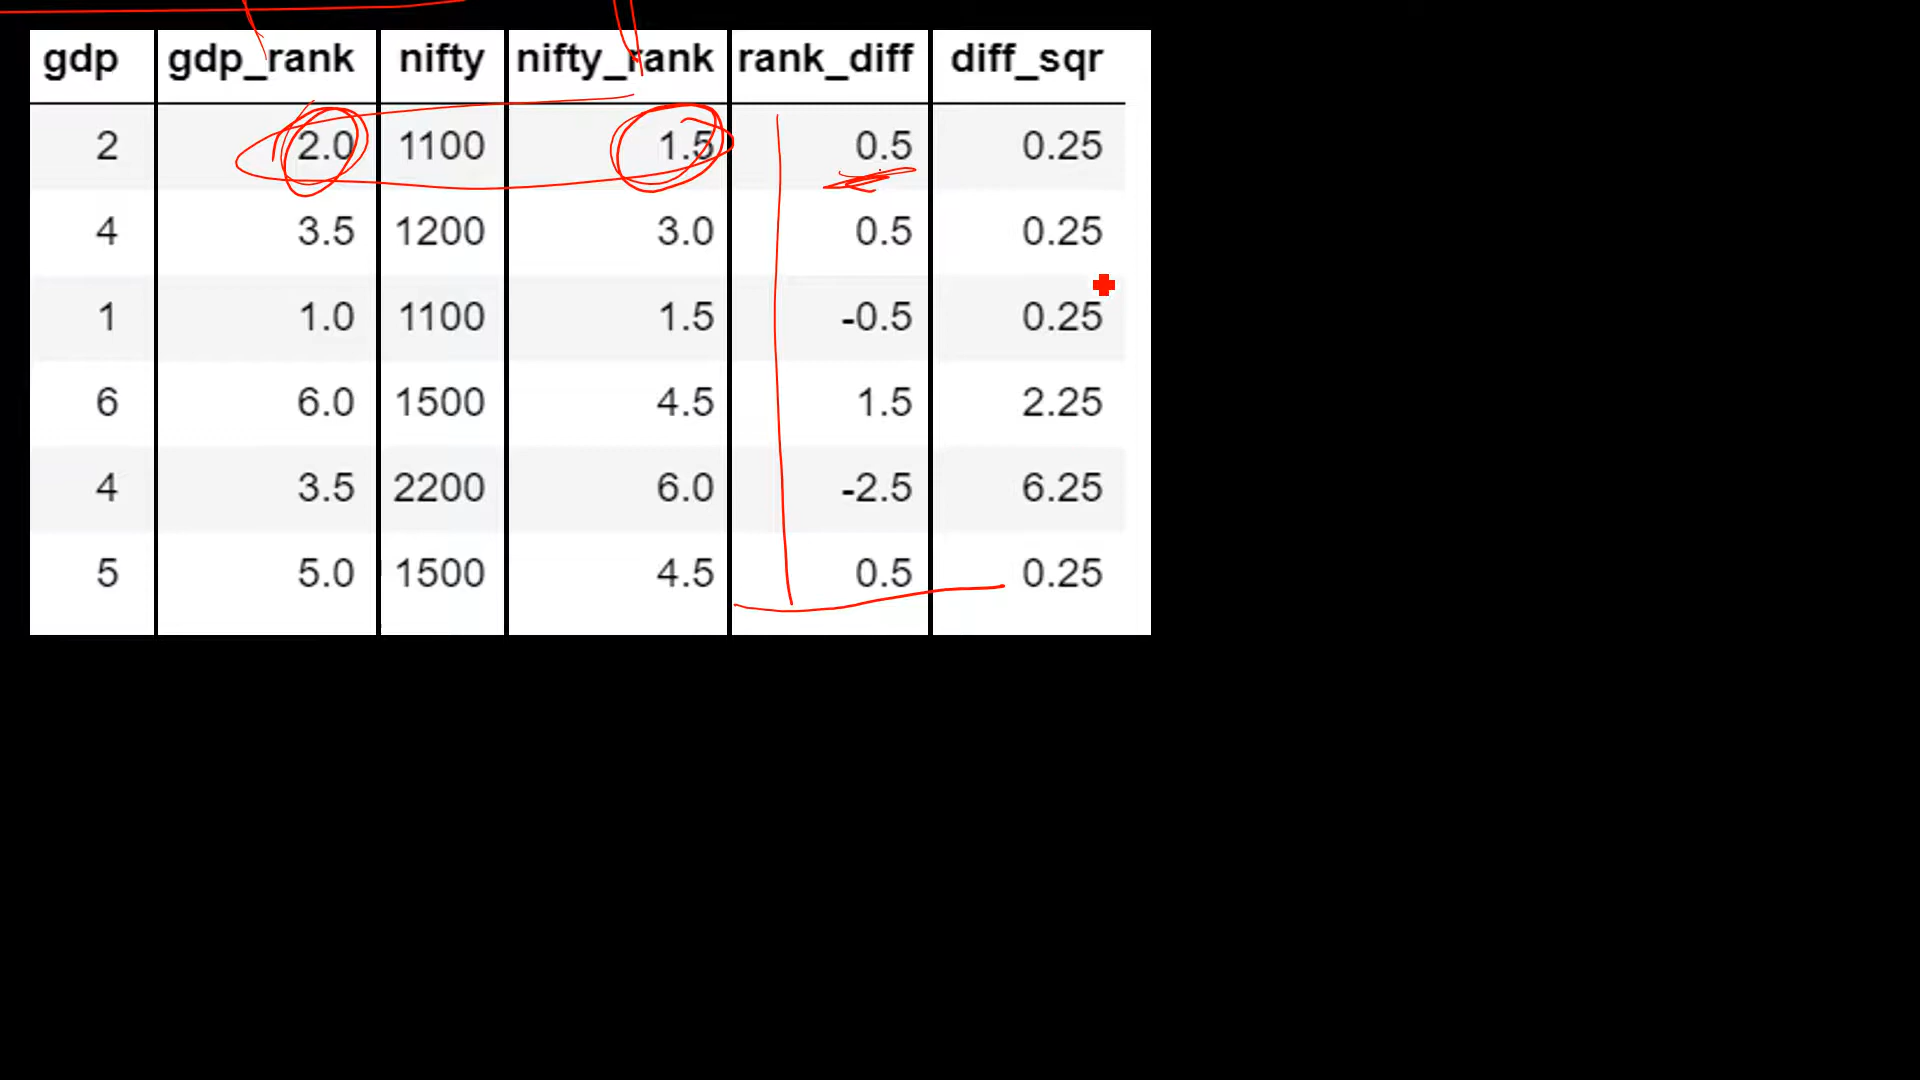 gdp gdp_rank nifty nifty_rank rank_diff diff_sqr
2 2.0 1100 1.5 0.5 0.25
4 3.5 1200 3.0 0.5 0.25
1 1.0 1100 1.5 -0.5 0.25
6 6.0 1500 4.5 1.5 2.25
4 3.5 2200 6.0 -2.5 6.25
5 5.0 1500 4.5 0.5 0.25